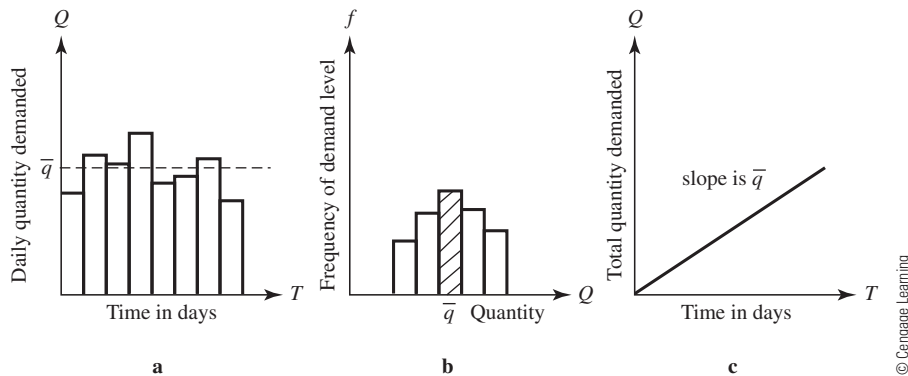 Q
Daily quantity demanded
q̅
T
Time in days
a
f
Frequency of demand level
Q
q̅ Quantity
b
Q
Total quantity demanded
slope is q̅
T
Time in days
c
© Cengage Learning